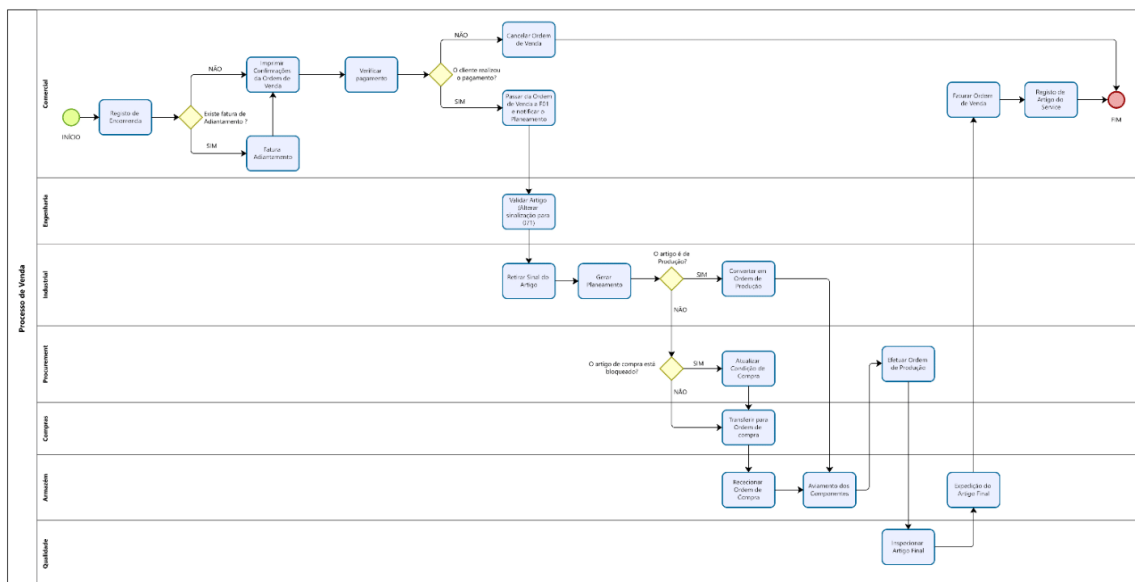 Processo de Venda
Comercial
INÍCIO
Registo de
Encomenda
NÃO
Existe fatura de
Adiantamento ?
SIM
Imprimir
Confirmações
da Ordem de
Venda
Fatura
Adiantamento
Verificar
pagamento
NÃO
O cliente realizou
o pagamento?
SIM
Cancelar Ordem
de Venda
Passar da Ordem
de Venda a F01
e notificar o
Planeamento
Faturar Ordem
de Venda
Registo de
Artigo do
Service
FIM
Engenharia
Validar Artigo
(Alterar
sinalização para
071)
Industrial
Retirar Sinal do
Artigo
Gerar
Planeamento
O artigo é de
Produção?
SIM
NÃO
Converter em
Ordem de
Produção
Procurement
O artigo de compra está
bloqueado?
SIM
NÃO
Atualizar
Condição de
Compra
Efetuar Ordem
de Produção
Compras
Transferir para
Ordem de
compra
Armazém
Rececionar
Ordem de
Compra
Aviamento dos
Componentes
Expedição do
Artigo Final
Qualidade
Inspecionar
Artigo Final